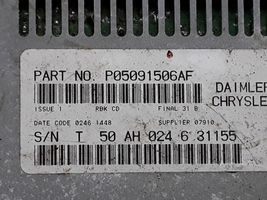 PART NO. P05091506AF
DAIMLER
CHRYSLE
ISSUE 1 RBK CD FINAL 31 B
DATE CODE 0246 1448 SUPPLIER 07910
S/N T 50 AH 024 6 31155